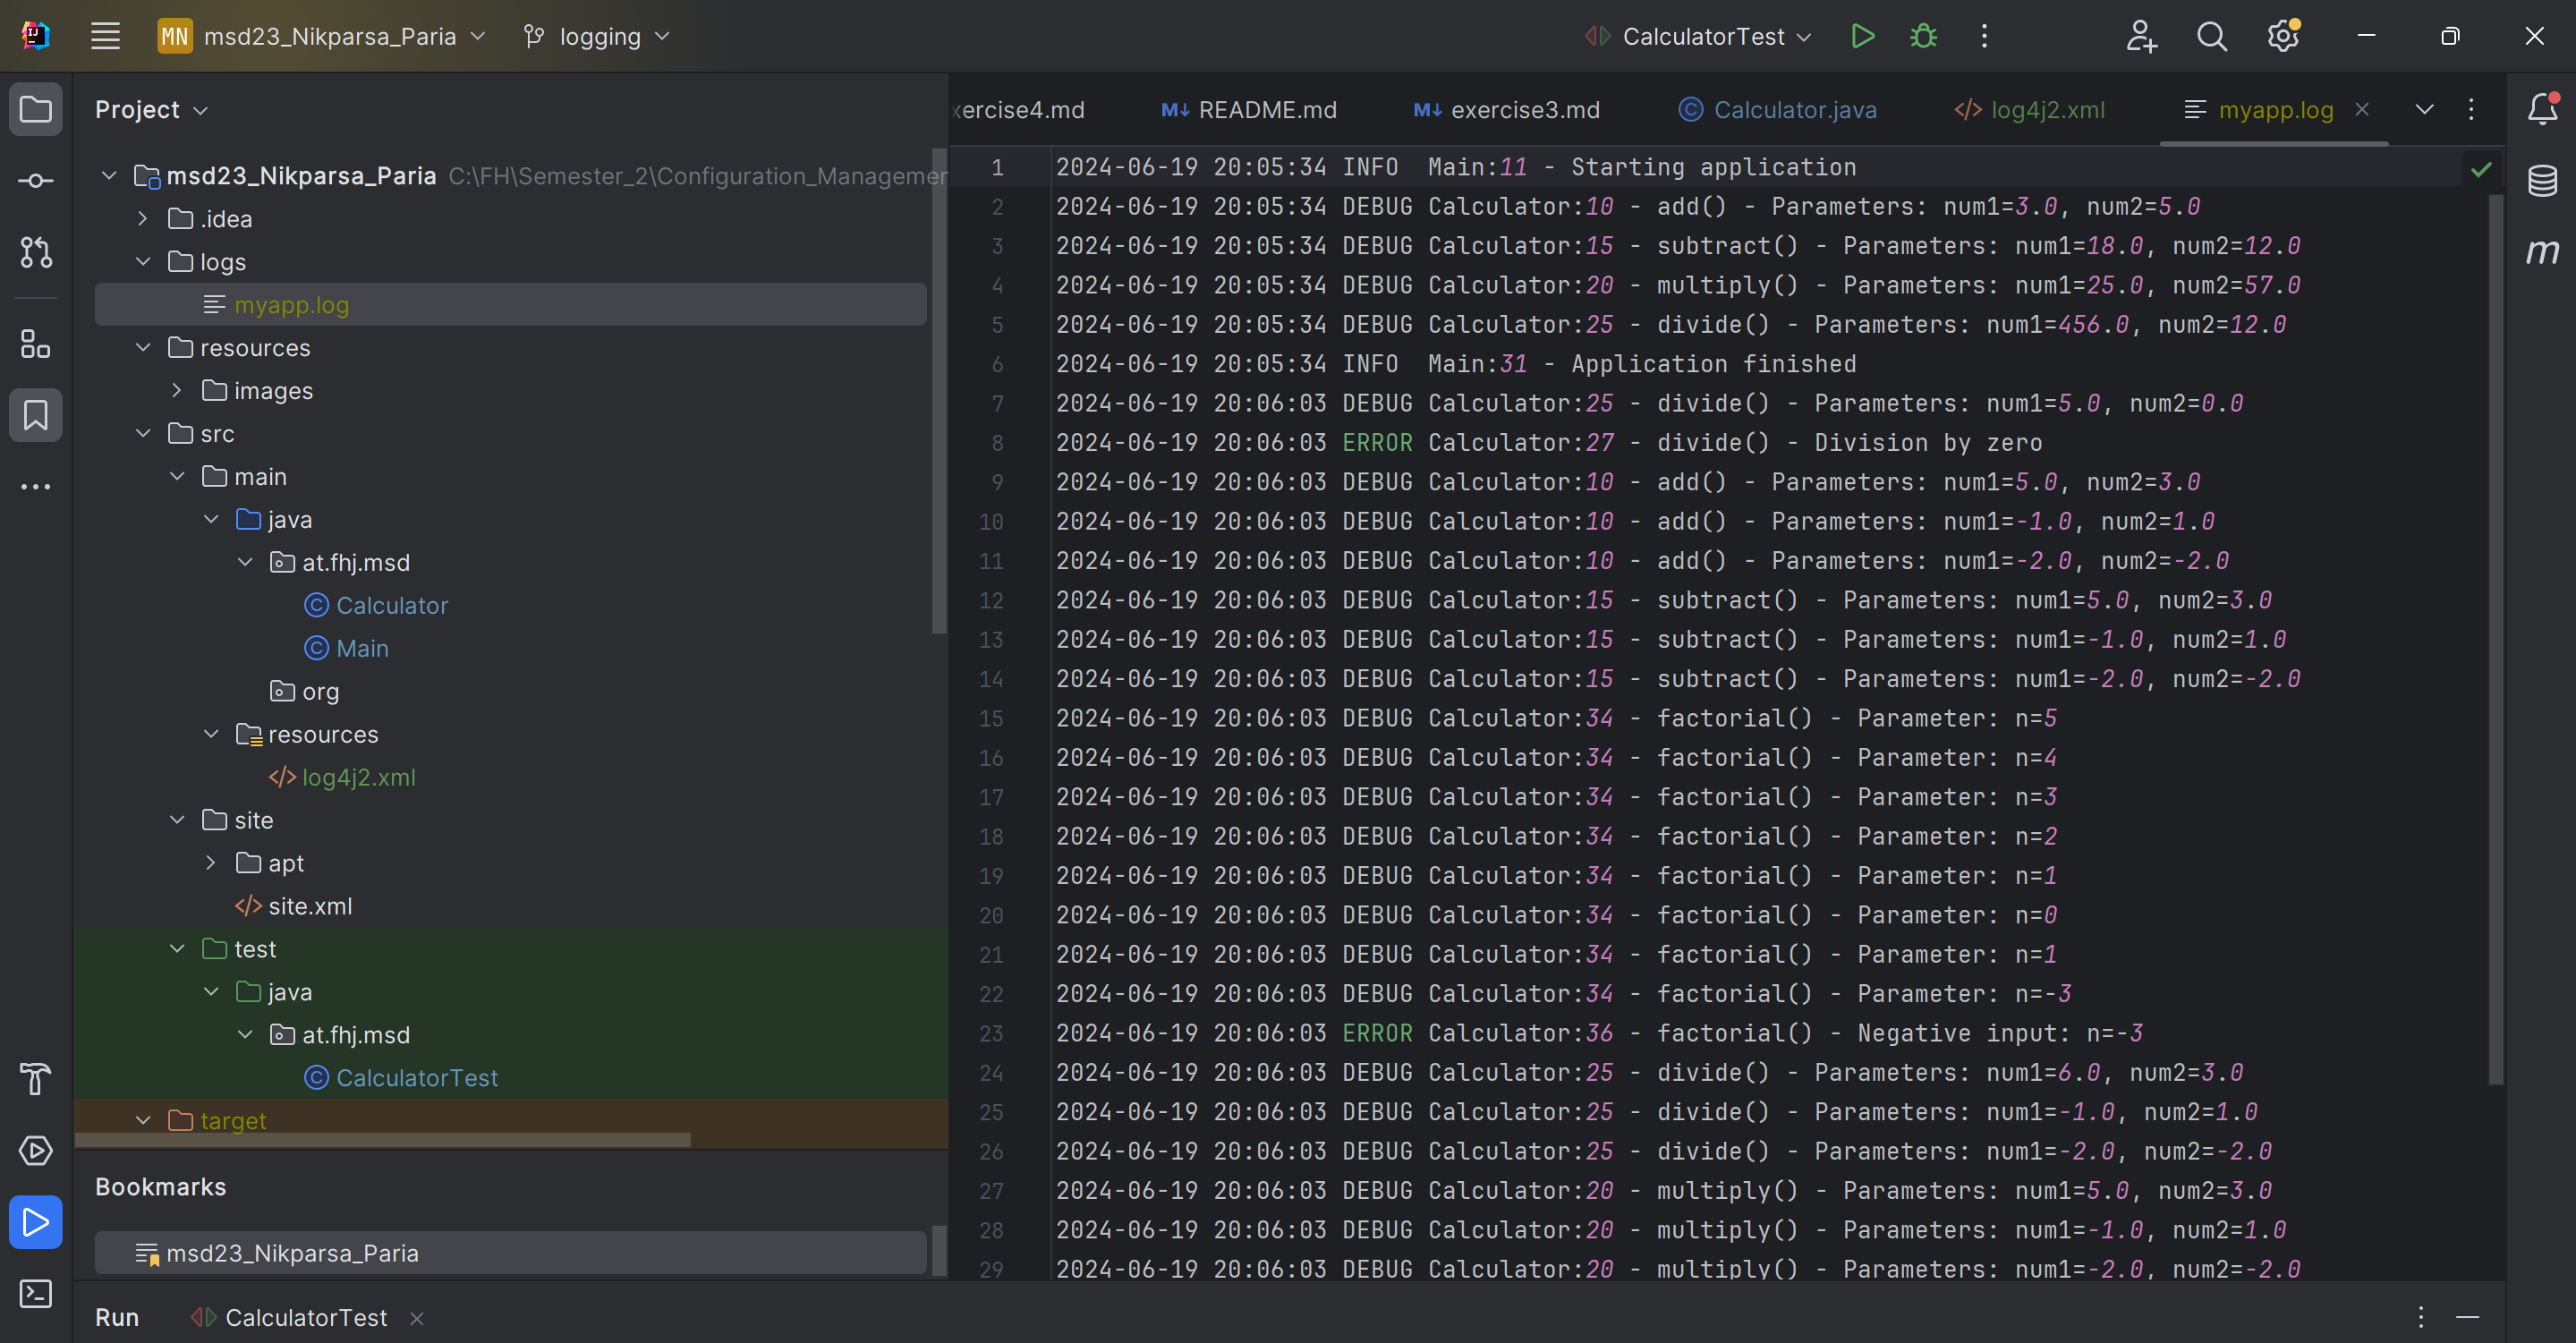 MN msd23_Nikparsa_Paria logging CalculatorTest
Project
msd23_Nikparsa_Paria C:\FH\Semester_2\Configuration_Managemer
.idea
logs
myapp.log
resources
images
src
main
java
at.fhj.msd
Calculator
Main
org
resources
log4j2.xml
site
apt
site.xml
test
java
at.fhj.msd
CalculatorTest
target
Bookmarks
msd23_Nikparsa_Paria
xercise4.md README.md exercise3.md Calculator.java log4j2.xml myapp.log
1 2024-06-19 20:05:34 INFO  Main:11 - Starting application
2 2024-06-19 20:05:34 DEBUG Calculator:10 - add() - Parameters: num1=3.0, num2=5.0
3 2024-06-19 20:05:34 DEBUG Calculator:15 - subtract() - Parameters: num1=18.0, num2=12.0
4 2024-06-19 20:05:34 DEBUG Calculator:20 - multiply() - Parameters: num1=25.0, num2=57.0
5 2024-06-19 20:05:34 DEBUG Calculator:25 - divide() - Parameters: num1=456.0, num2=12.0
6 2024-06-19 20:05:34 INFO  Main:31 - Application finished
7 2024-06-19 20:06:03 DEBUG Calculator:25 - divide() - Parameters: num1=5.0, num2=0.0
8 2024-06-19 20:06:03 ERROR Calculator:27 - divide() - Division by zero
9 2024-06-19 20:06:03 DEBUG Calculator:10 - add() - Parameters: num1=5.0, num2=3.0
10 2024-06-19 20:06:03 DEBUG Calculator:10 - add() - Parameters: num1=-1.0, num2=1.0
11 2024-06-19 20:06:03 DEBUG Calculator:10 - add() - Parameters: num1=-2.0, num2=-2.0
12 2024-06-19 20:06:03 DEBUG Calculator:15 - subtract() - Parameters: num1=5.0, num2=3.0
13 2024-06-19 20:06:03 DEBUG Calculator:15 - subtract() - Parameters: num1=-1.0, num2=1.0
14 2024-06-19 20:06:03 DEBUG Calculator:15 - subtract() - Parameters: num1=-2.0, num2=-2.0
15 2024-06-19 20:06:03 DEBUG Calculator:34 - factorial() - Parameter: n=5
16 2024-06-19 20:06:03 DEBUG Calculator:34 - factorial() - Parameter: n=4
17 2024-06-19 20:06:03 DEBUG Calculator:34 - factorial() - Parameter: n=3
18 2024-06-19 20:06:03 DEBUG Calculator:34 - factorial() - Parameter: n=2
19 2024-06-19 20:06:03 DEBUG Calculator:34 - factorial() - Parameter: n=1
20 2024-06-19 20:06:03 DEBUG Calculator:34 - factorial() - Parameter: n=0
21 2024-06-19 20:06:03 DEBUG Calculator:34 - factorial() - Parameter: n=1
22 2024-06-19 20:06:03 DEBUG Calculator:34 - factorial() - Parameter: n=-3
23 2024-06-19 20:06:03 ERROR Calculator:36 - factorial() - Negative input: n=-3
24 2024-06-19 20:06:03 DEBUG Calculator:25 - divide() - Parameters: num1=6.0, num2=3.0
25 2024-06-19 20:06:03 DEBUG Calculator:25 - divide() - Parameters: num1=-1.0, num2=1.0
26 2024-06-19 20:06:03 DEBUG Calculator:25 - divide() - Parameters: num1=-2.0, num2=-2.0
27 2024-06-19 20:06:03 DEBUG Calculator:20 - multiply() - Parameters: num1=5.0, num2=3.0
28 2024-06-19 20:06:03 DEBUG Calculator:20 - multiply() - Parameters: num1=-1.0, num2=1.0
29 2024-06-19 20:06:03 DEBUG Calculator:20 - multiply() - Parameters: num1=-2.0, num2=-2.0
Run CalculatorTest